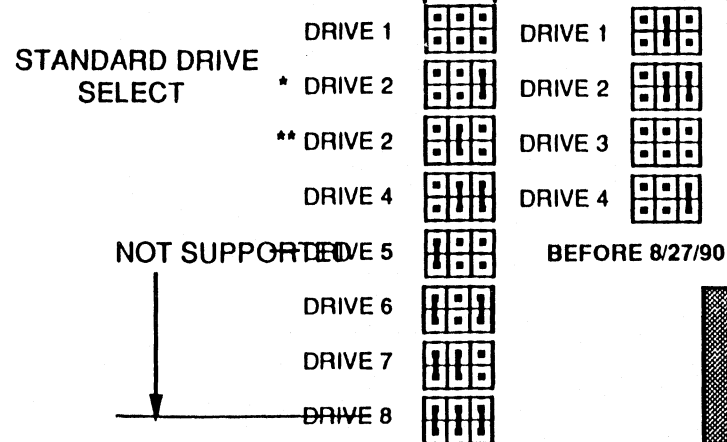 STANDARD DRIVE
SELECT
DRIVE 1
* DRIVE 2
** DRIVE 2
DRIVE 4
NOT SUPPORTED
DRIVE 5
DRIVE 6
DRIVE 7
DRIVE 8
DRIVE 1
DRIVE 2
DRIVE 3
DRIVE 4
BEFORE 8/27/90